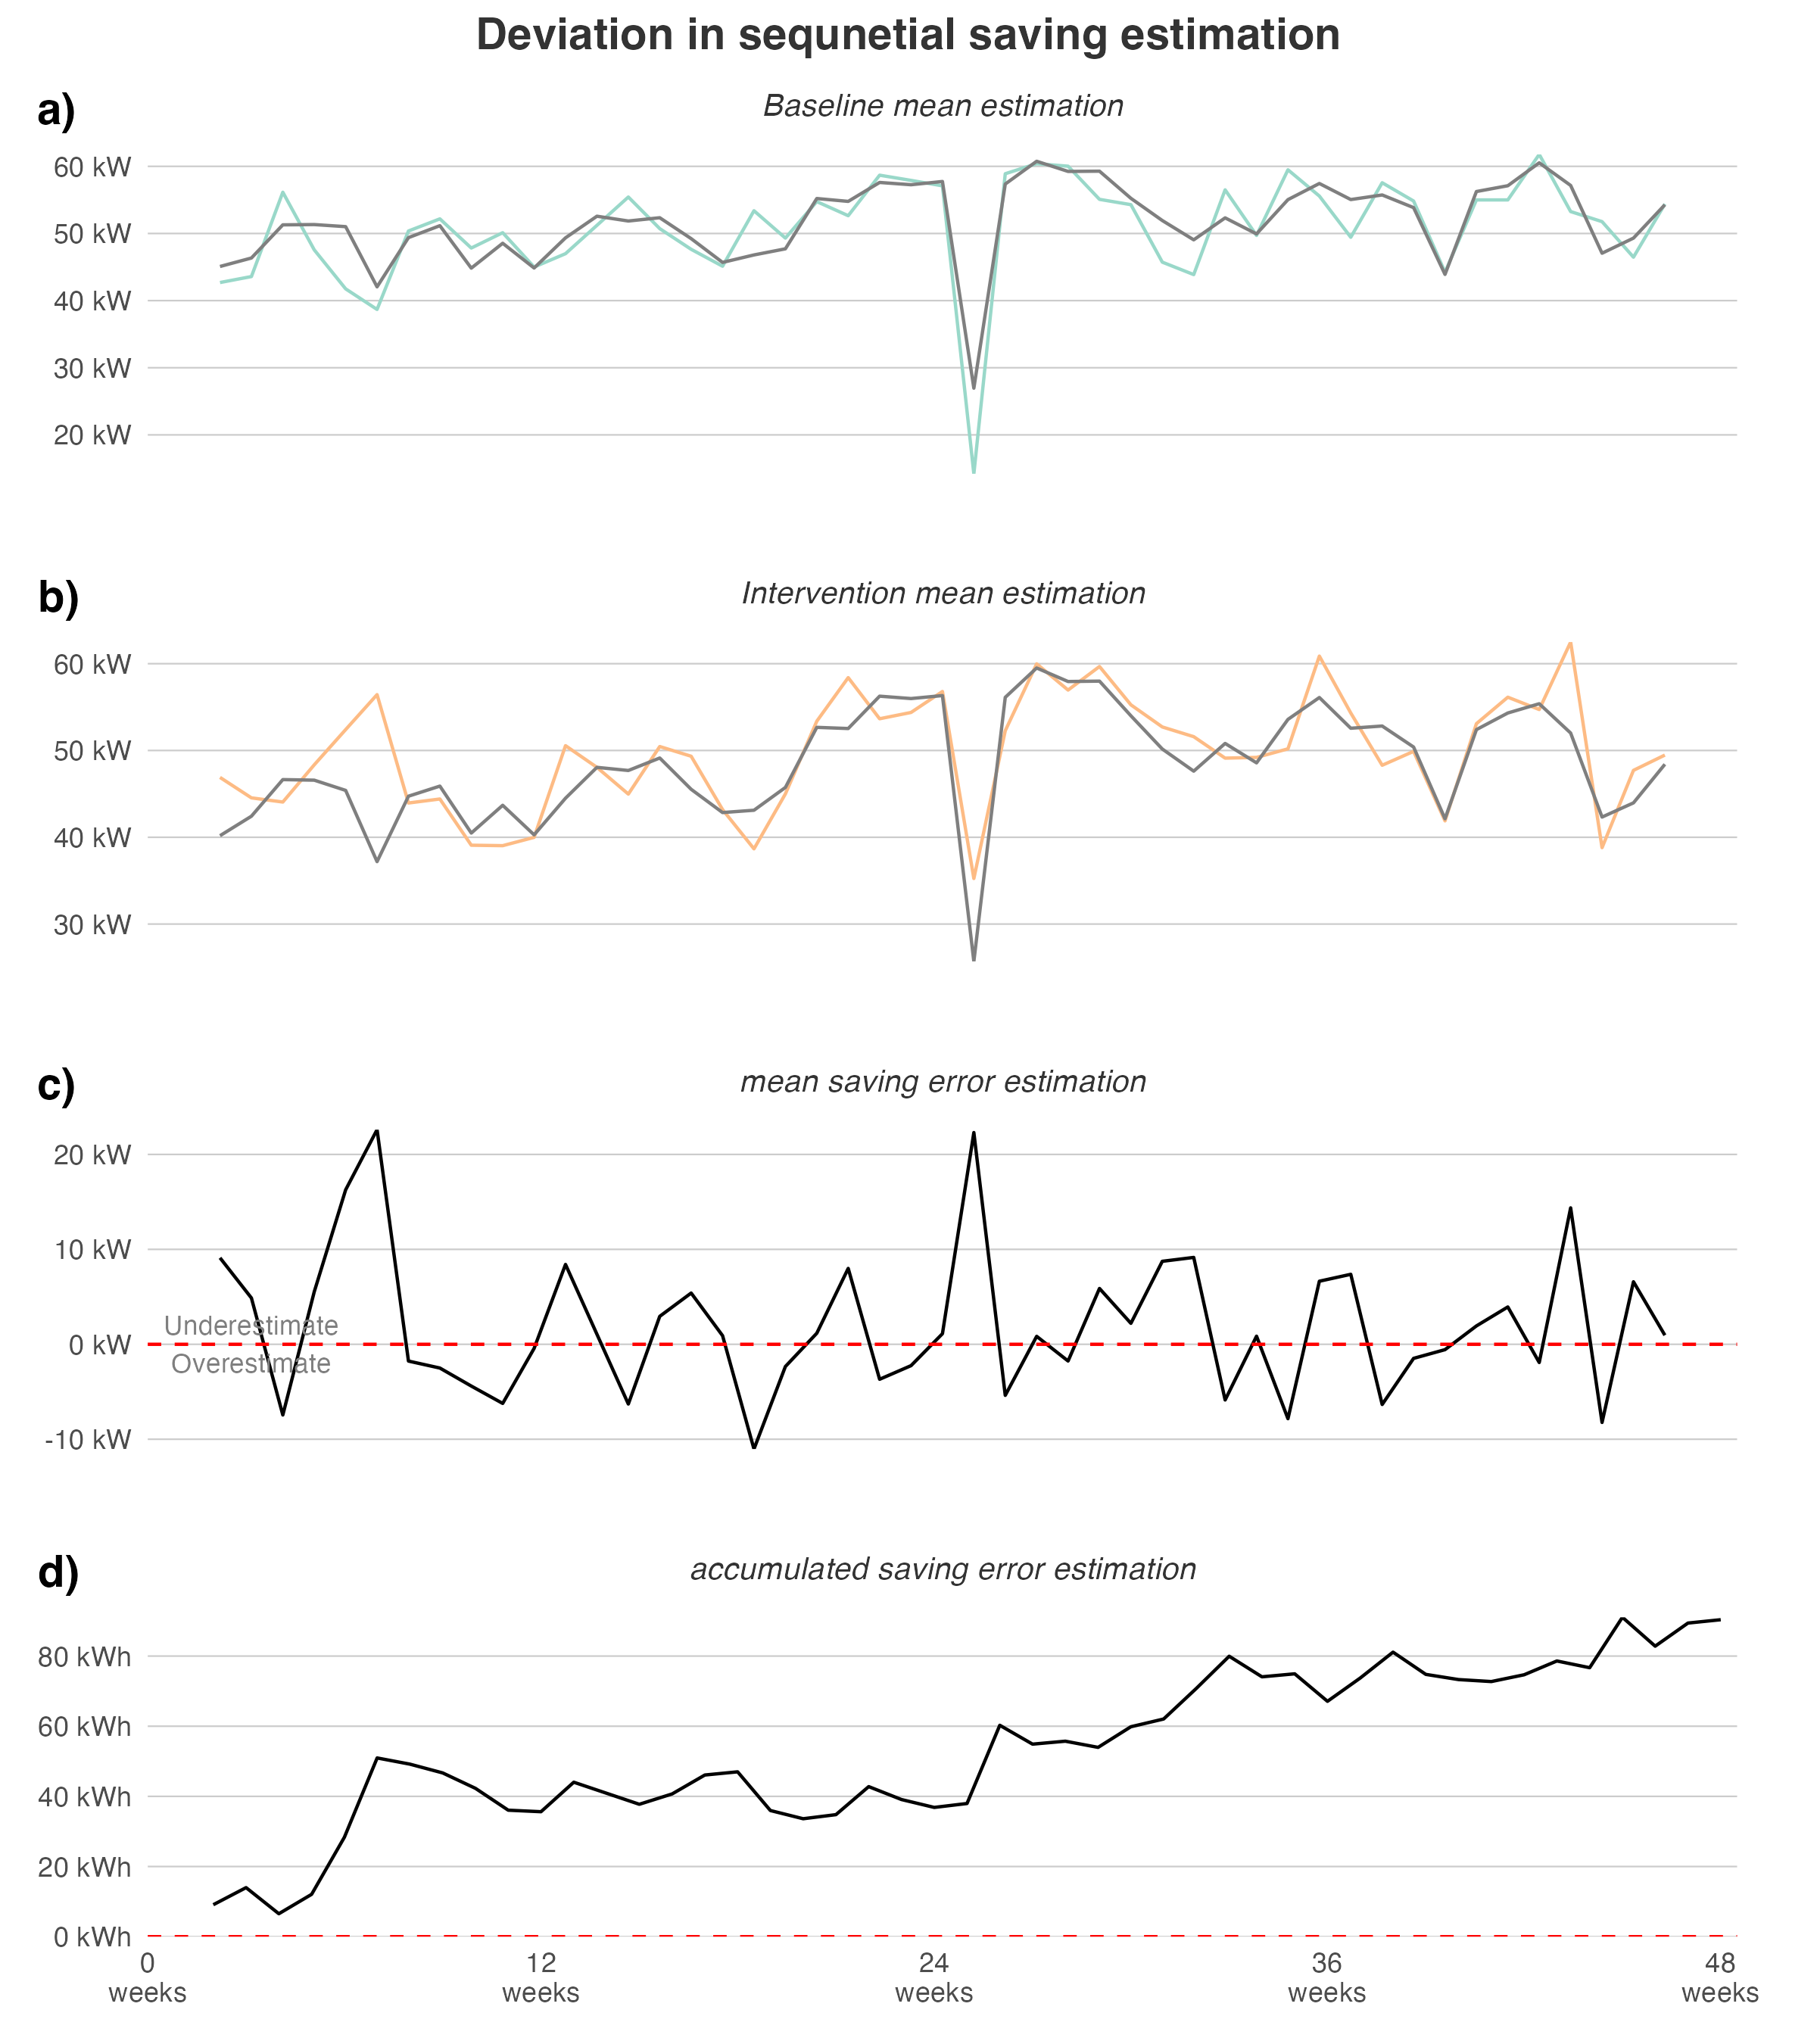 Deviation in sequnetial saving estimation
a)
Baseline mean estimation
60 kW
50 kW
40 kW
30 kW
20 kW
b)
Intervention mean estimation
60 kW
50 kW
40 kW
30 kW
c)
mean saving error estimation
20 kW
10 kW
Underestimate
0 kW
Overestimate
-10 kW
d)
accumulated saving error estimation
80 kWh
60 kWh
40 kWh
20 kWh
0 kWh
0 12 24 36 48
weeks weeks weeks weeks weeks